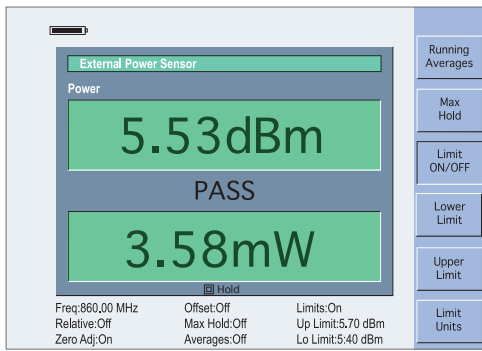 External Power Sensor
Power
5.53dBm
PASS
3.58mW
Hold
Freq:860.00 MHz
Offset:Off
Limits:On
Relative:Off
Max Hold:Off
Up Limit:5.70 dBm
Zero Adj:On
Averages:Off
Lo Limit:5:40 dBm
Running
Averages
Max
Hold
Limit
ON/OFF
Lower
Limit
Upper
Limit
Limit
Units